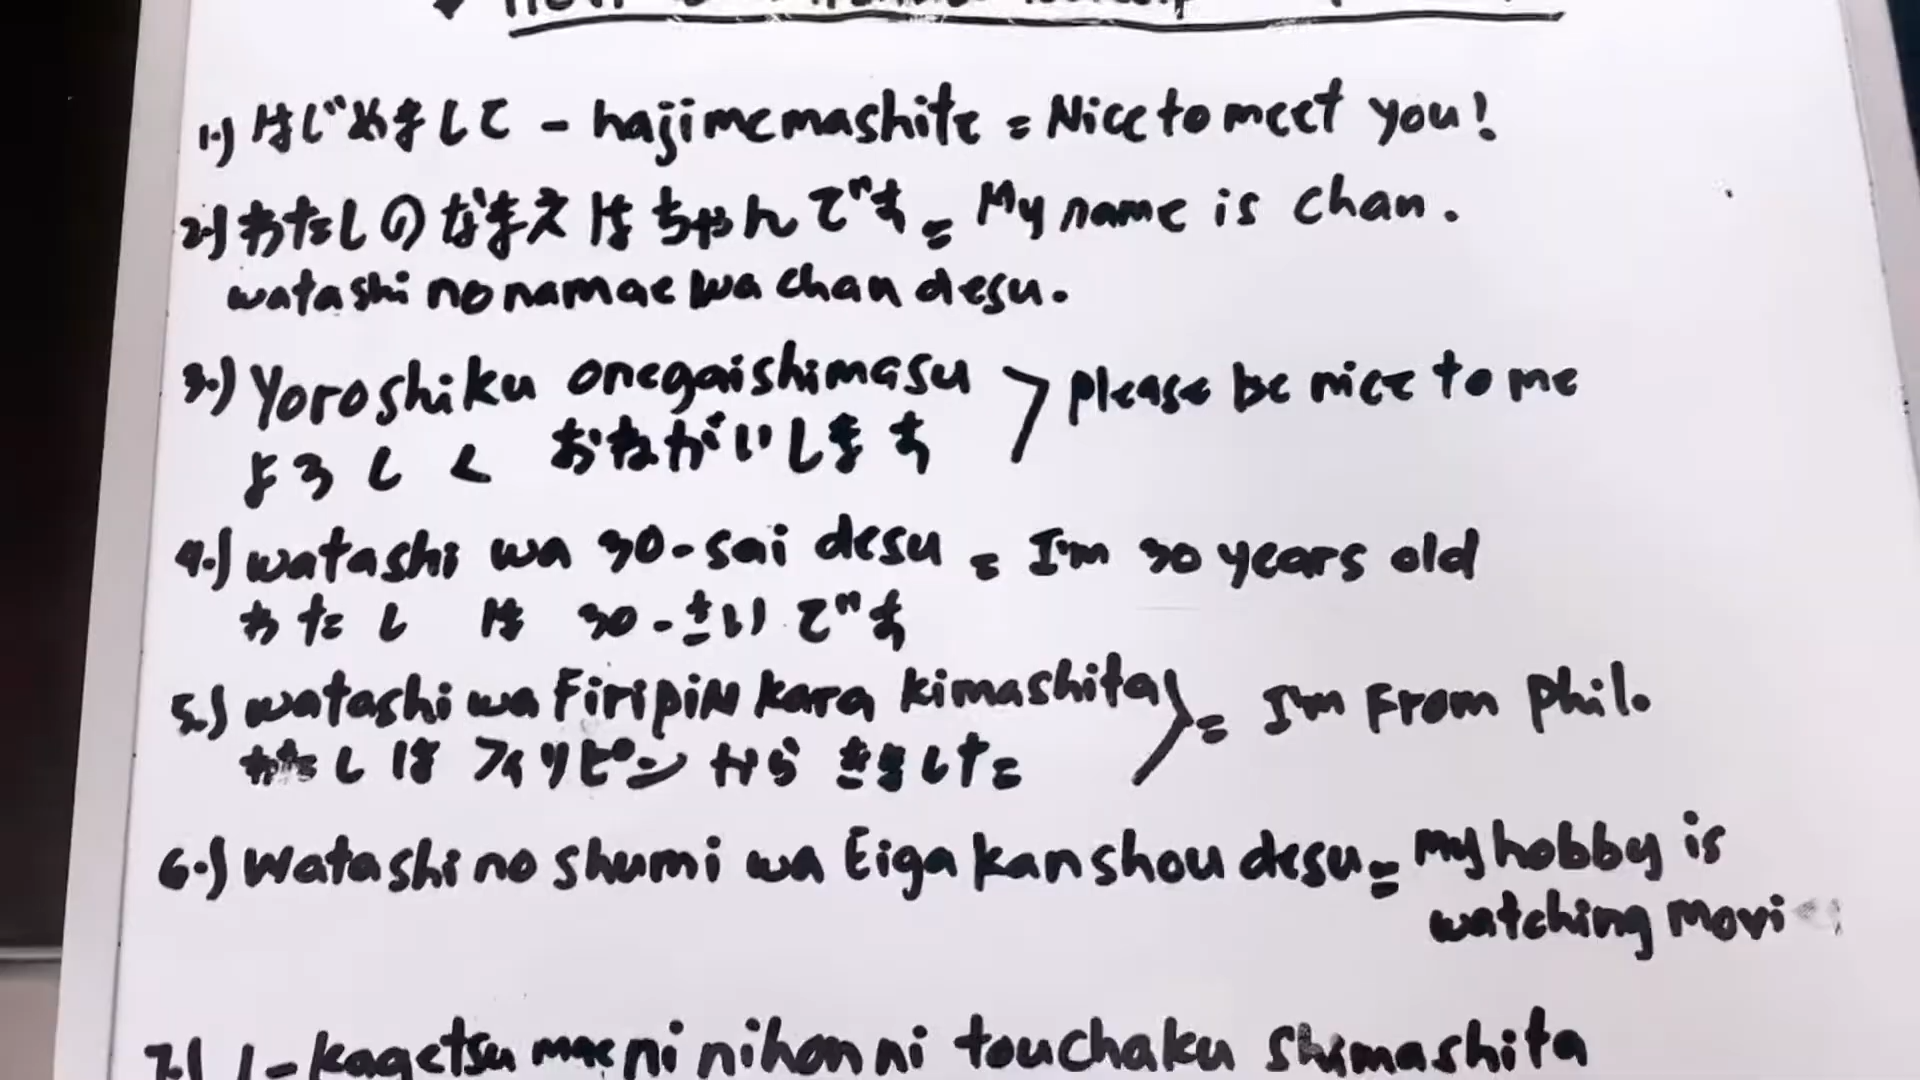 1.) はじめまして - hajimemashite = Nice to meet you!
2.) わたしのなまえは ちゃんです = My name is chan.
watashi no namae wa chan desu.
3.) Yoroshiku onegaishimasu > please be nice to me
よろしく おねがいします
4.) watashi wa 30-sai desu = I'm 30 years old
わたし は 30-さいです
5.) watashi wa Firipin kara kimashita = I'm From Phil.
わたしは フィリピン から きました
6.) Watashi no shumi wa Eiga kanshou desu = My hobby is
watching
7.) 1-kagetsu mae ni nihon ni touchaku shimashita